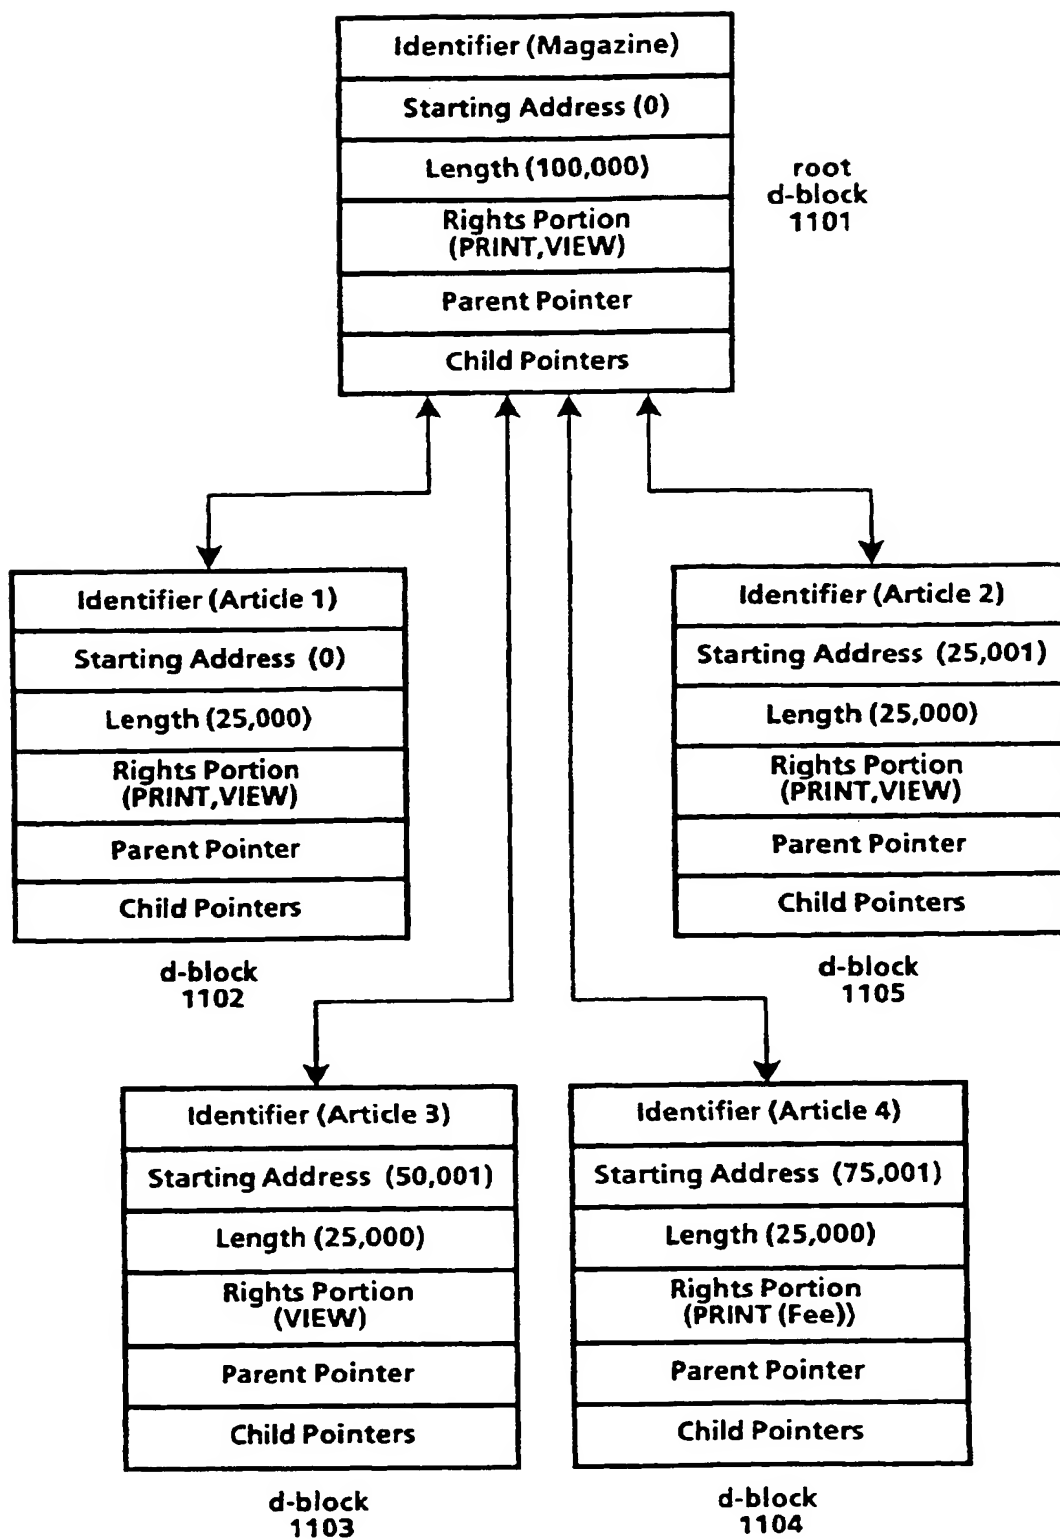 Identifier (Magazine)
Starting Address (0)
Length (100,000)
Rights Portion
(PRINT,VIEW)
Parent Pointer
Child Pointers
root
d-block
1101
Identifier (Article 1)
Starting Address (0)
Length (25,000)
Rights Portion
(PRINT,VIEW)
Parent Pointer
Child Pointers
d-block
1102
Identifier (Article 2)
Starting Address (25,001)
Length (25,000)
Rights Portion
(PRINT,VIEW)
Parent Pointer
Child Pointers
d-block
1105
Identifier (Article 3)
Starting Address (50,001)
Length (25,000)
Rights Portion
(VIEW)
Parent Pointer
Child Pointers
d-block
1103
Identifier (Article 4)
Starting Address (75,001)
Length (25,000)
Rights Portion
(PRINT (Fee))
Parent Pointer
Child Pointers
d-block
1104